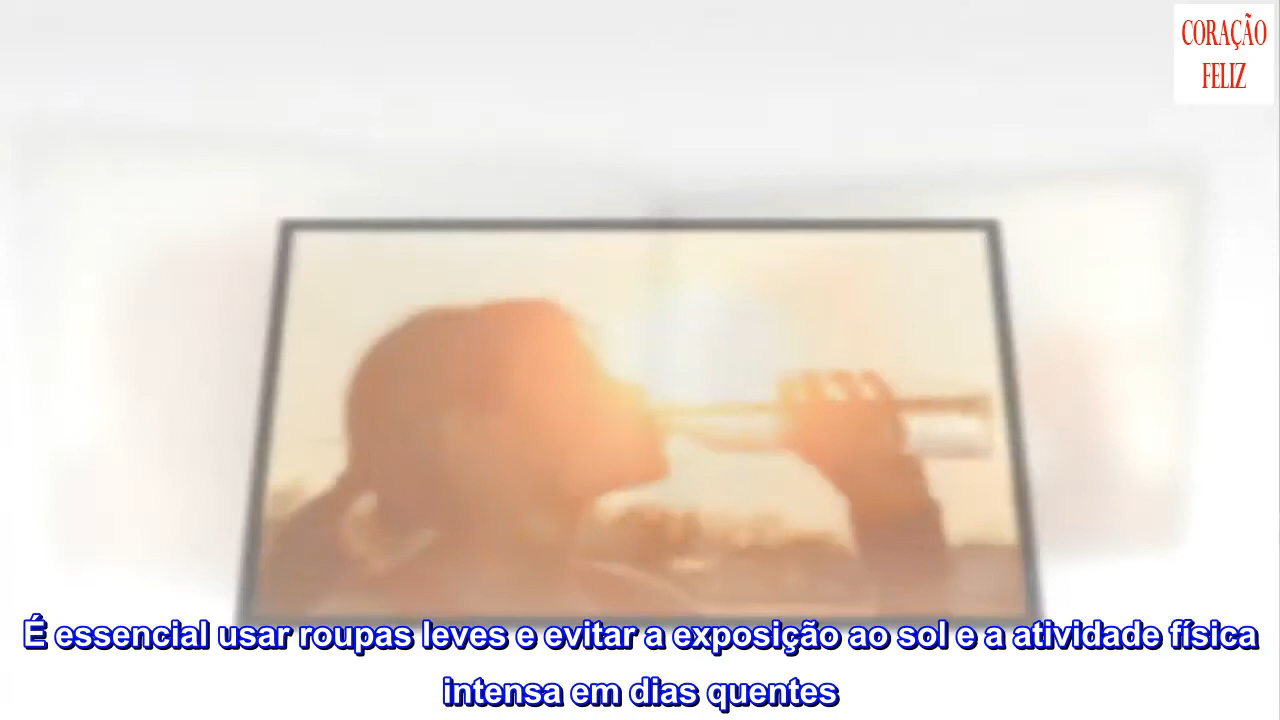 CORAÇÃO
FELIZ
É essencial usar roupas leves e evitar a exposição ao sol e a atividade física
intensa em dias quentes